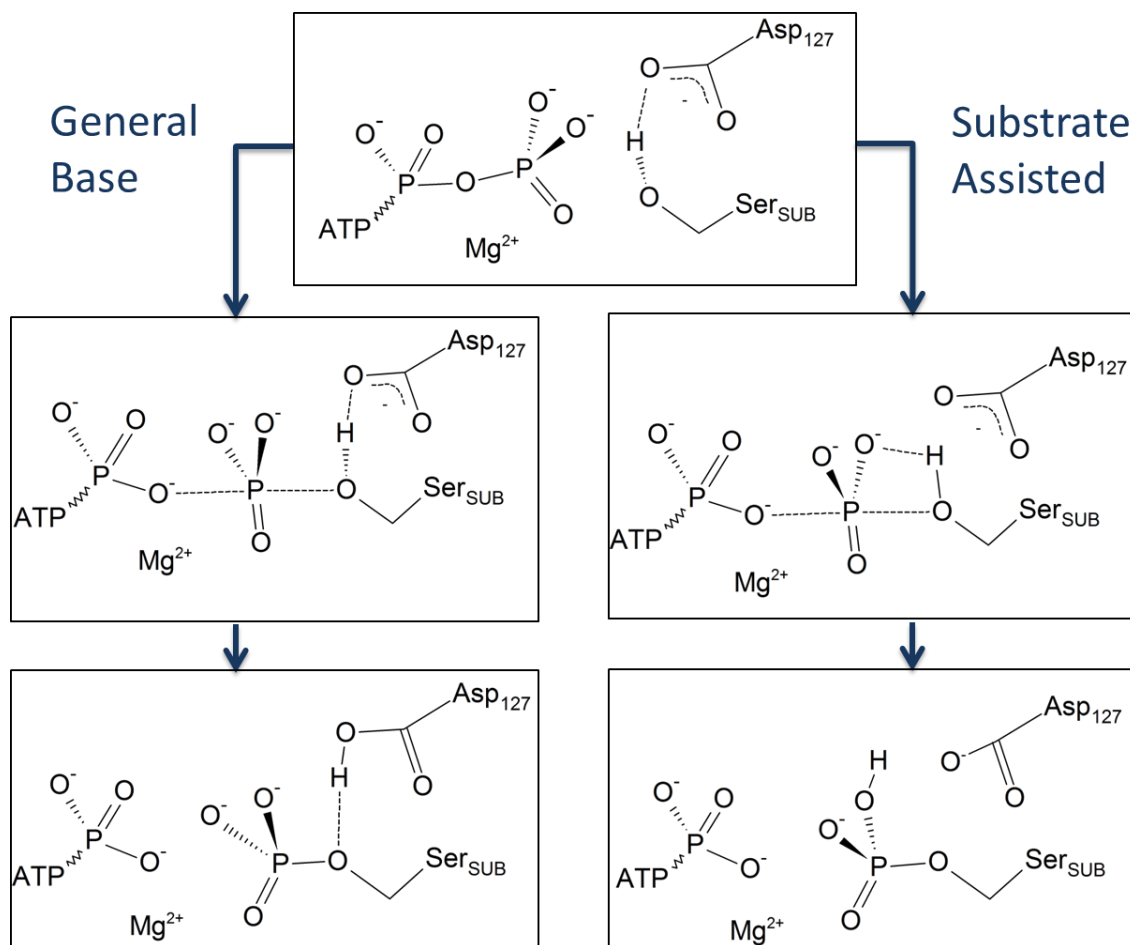 General
Base
Substrate
Assisted
Asp127
O
-
O
O-
O-
O-
O
H
P
O
P
O
O
ATP
Mg2+
SerSUB
Asp127
O
-
O
O-
O
O-
O-
H
P
O-
P
O
ATP
O
SerSUB
Mg2+
Asp127
O
-
O
O-
O
O-
O-
H
P
O-
P
O
ATP
O
SerSUB
Mg2+
Asp127
O
H
O
O-
O
O-
O-
P
O-
P
O
ATP
O
SerSUB
Mg2+
Asp127
O-
O
H
O
O-
O
O-
P
O-
P
O
ATP
O
SerSUB
Mg2+